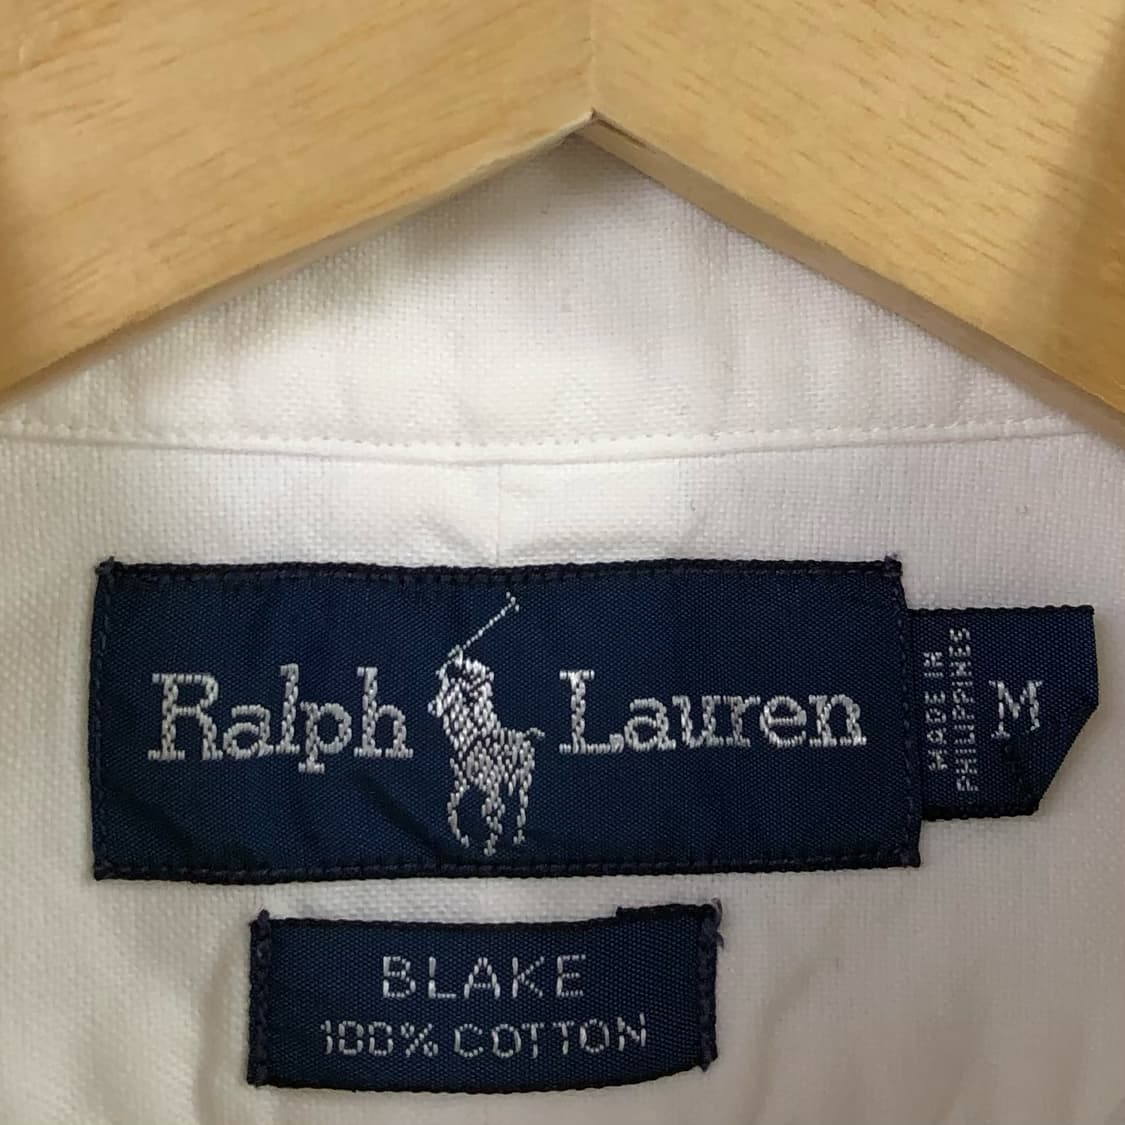 Ralph Lauren
MADE IN
PHILIPPINES
M
BLAKE
100% COTTON